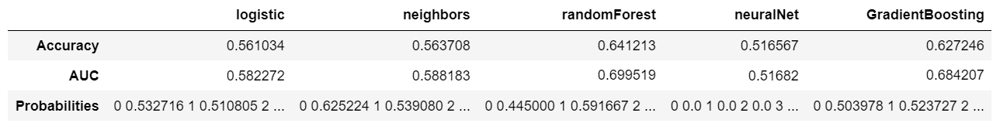 logistic neighbors randomForest neuralNet GradientBoosting
Accuracy 0.561034 0.563708 0.641213 0.516567 0.627246
AUC 0.582272 0.588183 0.699519 0.51682 0.684207
Probabilities 0 0.532716 1 0.510805 2 ... 0 0.625224 1 0.539080 2 ... 0 0.445000 1 0.591667 2 ... 0 0.0 1 0.0 2 0.0 3 ... 0 0.503978 1 0.523727 2 ...